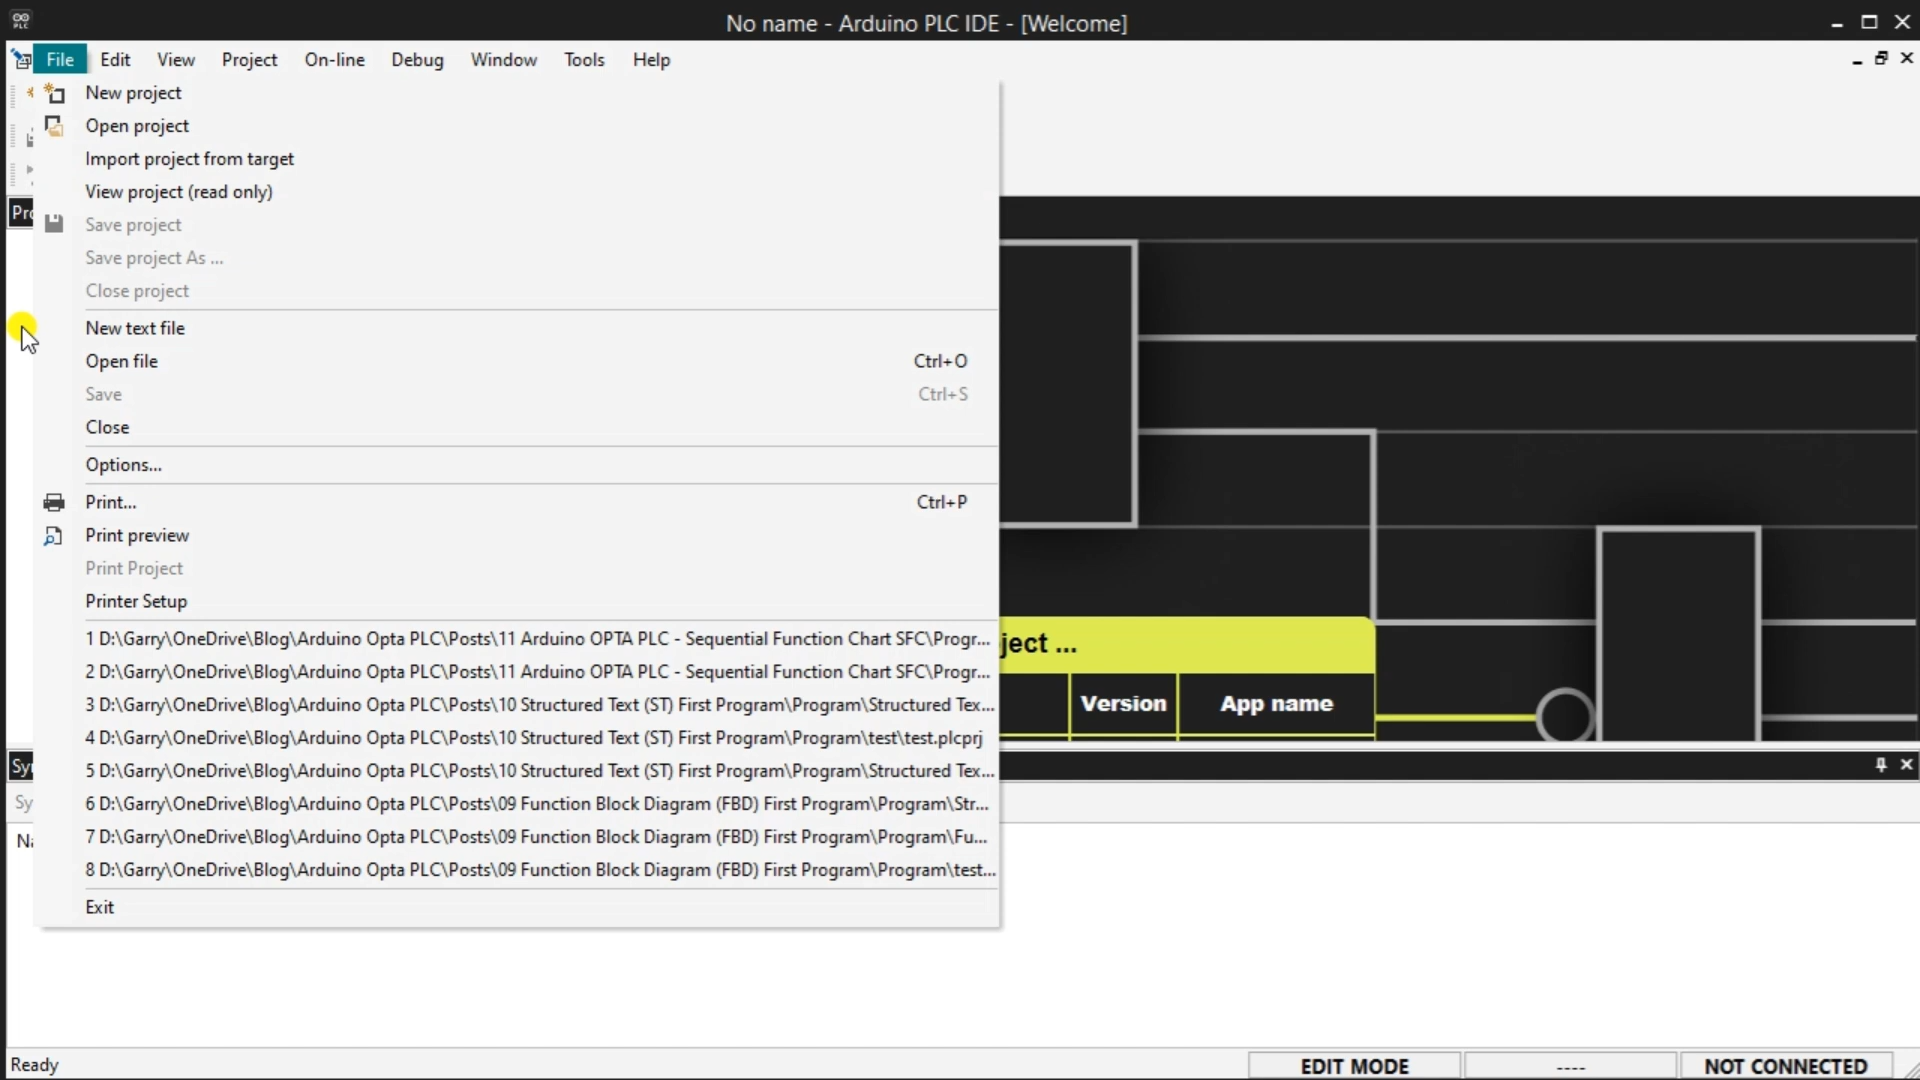 No name - Arduino PLC IDE - [Welcome]
File Edit View Project On-line Debug Window Tools Help
New project
Open project
Import project from target
View project (read only)
Save project
Save project As ...
Close project
New text file
Open file Ctrl+O
Save Ctrl+S
Close
Options...
Print... Ctrl+P
Print preview
Print Project
Printer Setup
1 D:\Garry\OneDrive\Blog\Arduino Opta PLC\Posts\11 Arduino OPTA PLC - Sequential Function Chart SFC\Progr...
2 D:\Garry\OneDrive\Blog\Arduino Opta PLC\Posts\11 Arduino OPTA PLC - Sequential Function Chart SFC\Progr...
3 D:\Garry\OneDrive\Blog\Arduino Opta PLC\Posts\10 Structured Text (ST) First Program\Program\Structured Tex...
4 D:\Garry\OneDrive\Blog\Arduino Opta PLC\Posts\10 Structured Text (ST) First Program\Program\test\test.plcprj
5 D:\Garry\OneDrive\Blog\Arduino Opta PLC\Posts\10 Structured Text (ST) First Program\Program\Structured Tex...
6 D:\Garry\OneDrive\Blog\Arduino Opta PLC\Posts\09 Function Block Diagram (FBD) First Program\Program\Str...
7 D:\Garry\OneDrive\Blog\Arduino Opta PLC\Posts\09 Function Block Diagram (FBD) First Program\Program\Fu...
8 D:\Garry\OneDrive\Blog\Arduino Opta PLC\Posts\09 Function Block Diagram (FBD) First Program\Program\test...
Exit
ject ...
Version App name
Ready EDIT MODE ---- NOT CONNECTED